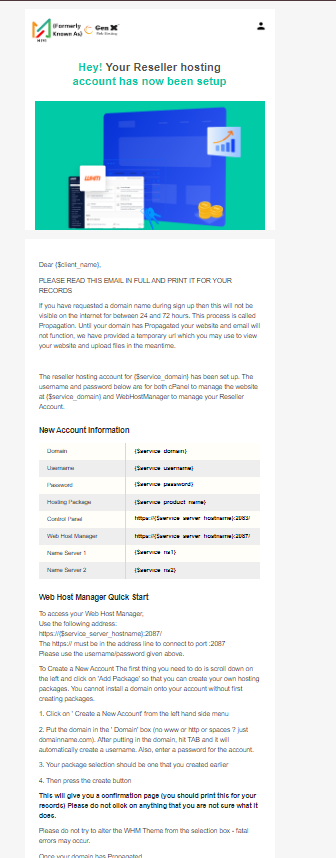 (Formerly
Known As)
Gen X
WHM
Hey! Your Reseller hosting
account has now been setup
WHM
Dear {$client_name},
PLEASE READ THIS EMAIL IN FULL AND PRINT IT FOR YOUR
RECORDS
If you have requested a domain name during sign up then this will not be
visible on the internet for between 24 and 72 hours. This process is called
Propagation. Until your domain has Propagated your website and email will
not function, we have provided a temporary url which you may use to view
your website and upload files in the meantime.
The reseller hosting account for {$service_domain} has been set up. The
username and password below are for both cPanel to manage the website
at {$service_domain} and WebHostManager to manage your Reseller
Account.
New Account Information
Domain {$service_domain}
Username {$service_username}
Password {$service_password}
Hosting Package {$service_product_name}
Control Panel https://{$service_server_hostname}:2083/
Web Host Manager https://{$service_server_hostname}:2087/
Name Server 1 {$service_ns1}
Name Server 2 {$service_ns2}
Web Host Manager Quick Start
To access your Web Host Manager,
Use the following address:
https://{$service_server_hostname}:2087/
The https:// must be in the address line to connect to port :2087
Please use the username/password given above.
To Create a New Account The first thing you need to do is scroll down on
the left and click on 'Add Package' so that you can create your own hosting
packages. You cannot install a domain onto your account without first
creating packages.
1. Click on ' Create a New Account' from the left hand side menu
2. Put the domain in the ' Domain' box (no www or http or spaces ? just
domainname.com). After putting in the domain, hit TAB and it will
automatically create a username. Also, enter a password for the account.
3. Your package selection should be one that you created earlier
4. Then press the create button
This will give you a confirmation page (you should print this for your
records) Please do not click on anything that you are not sure what it
does.
Please do not try to alter the WHM Theme from the selection box - fatal
errors may occur.
Once your domain has Propagated